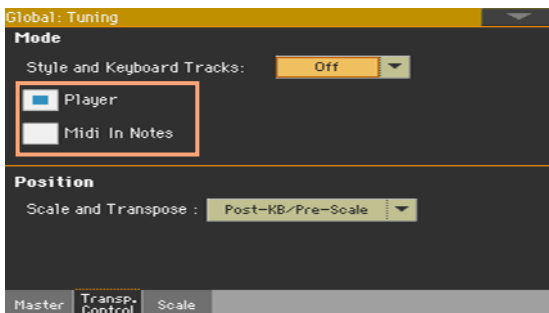 Global: Tuning
Mode
Style and Keyboard Tracks: Off
Player
Midi In Notes
Position
Scale and Transpose : Post-KB/Pre-Scale
Master Transp. Control Scale